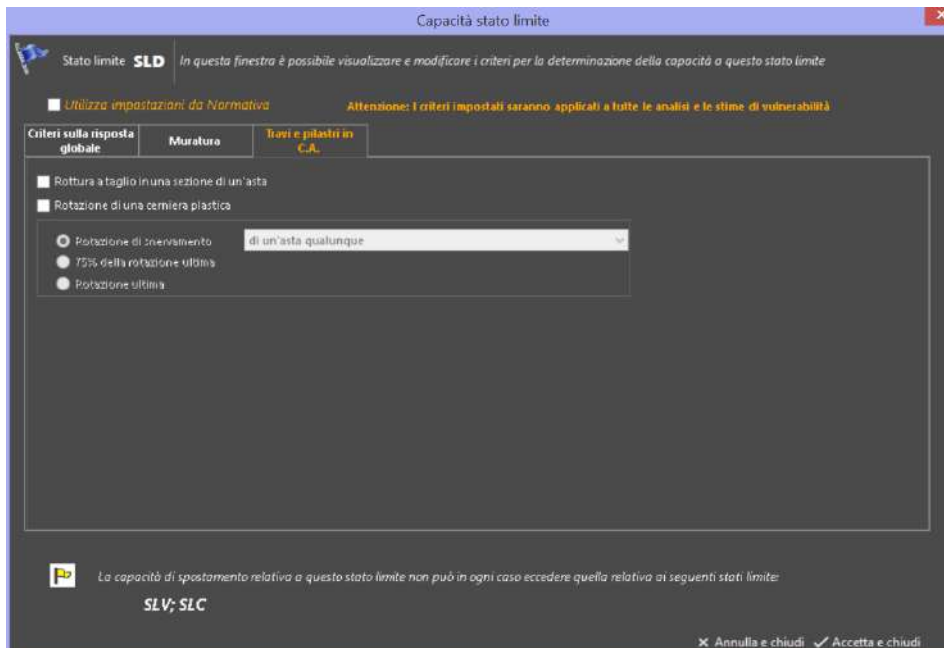 Capacità stato limite
Stato limite SLD
In questa finestra è possibile visualizzare e modificare i criteri per la determinazione della capacità a questo stato limite
Utilizza impostazioni da Normativa
Attenzione: I criteri impostati saranno applicati a tutte le analisi e le stime di vulnerabilità
Criteri sulla risposta
globale
Muratura
Travi e pilastri in
C.A.
Rottura a taglio in una sezione di un'asta
Rotazione di una cerniera plastica
Rotazione di snervamento
di un'asta qualunque
75% della rotazione ultima
Rotazione ultima
La capacità di spostamento relativa a questo stato limite non può in ogni caso eccedere quella relativa ai seguenti stati limite:
SLV; SLC
Annulla e chiudi
Accetta e chiudi